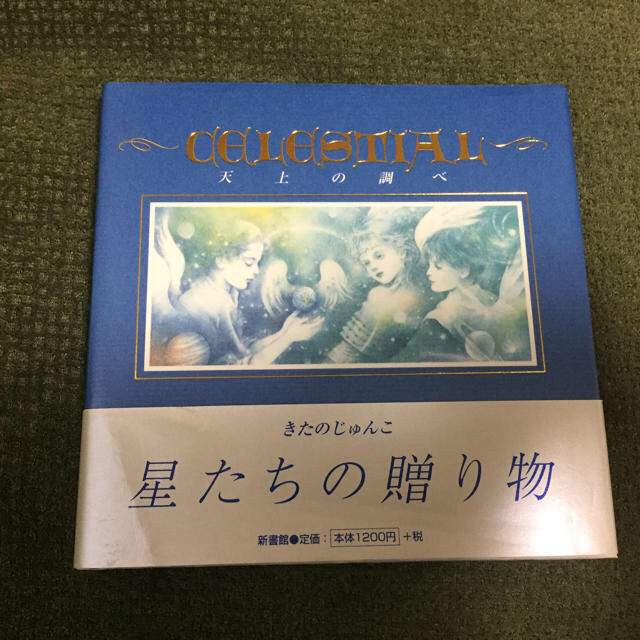 CELESTIAL
天上の調べ
きたのじゅんこ
星たちの贈り物
新書館●定価：本体1200円+税